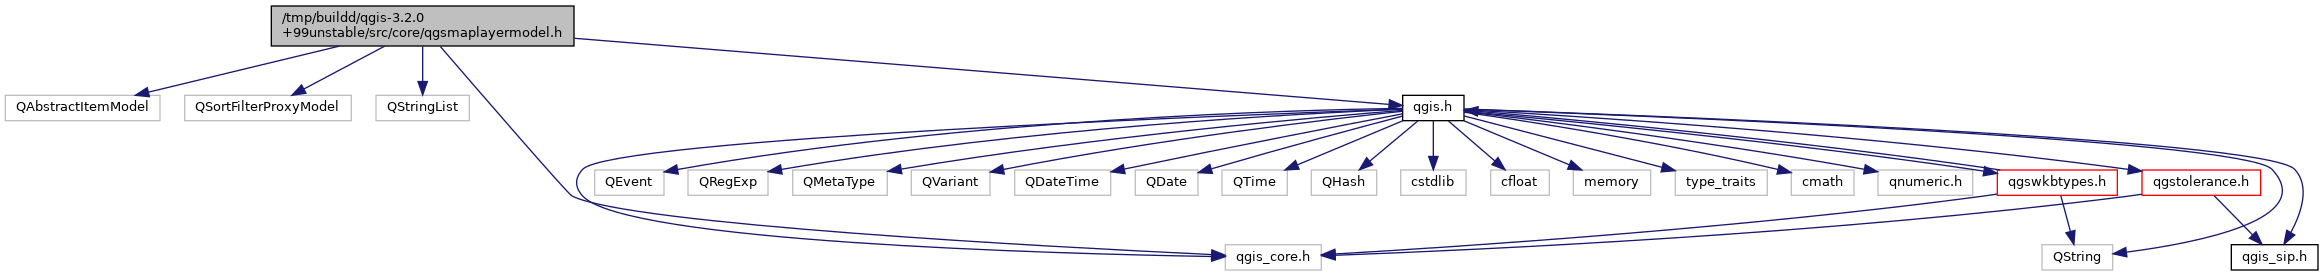 /tmp/buildd/qgis-3.2.0
+99unstable/src/core/qgsmaplayermodel.h
QAbstractItemModel
QSortFilterProxyModel
QStringList
qgis.h
QEvent
QRegExp
QMetaType
QVariant
QDateTime
QDate
QTime
QHash
cstdlib
cfloat
memory
type_traits
cmath
qnumeric.h
qgswkbtypes.h
qgstolerance.h
qgis_core.h
QString
qgis_sip.h